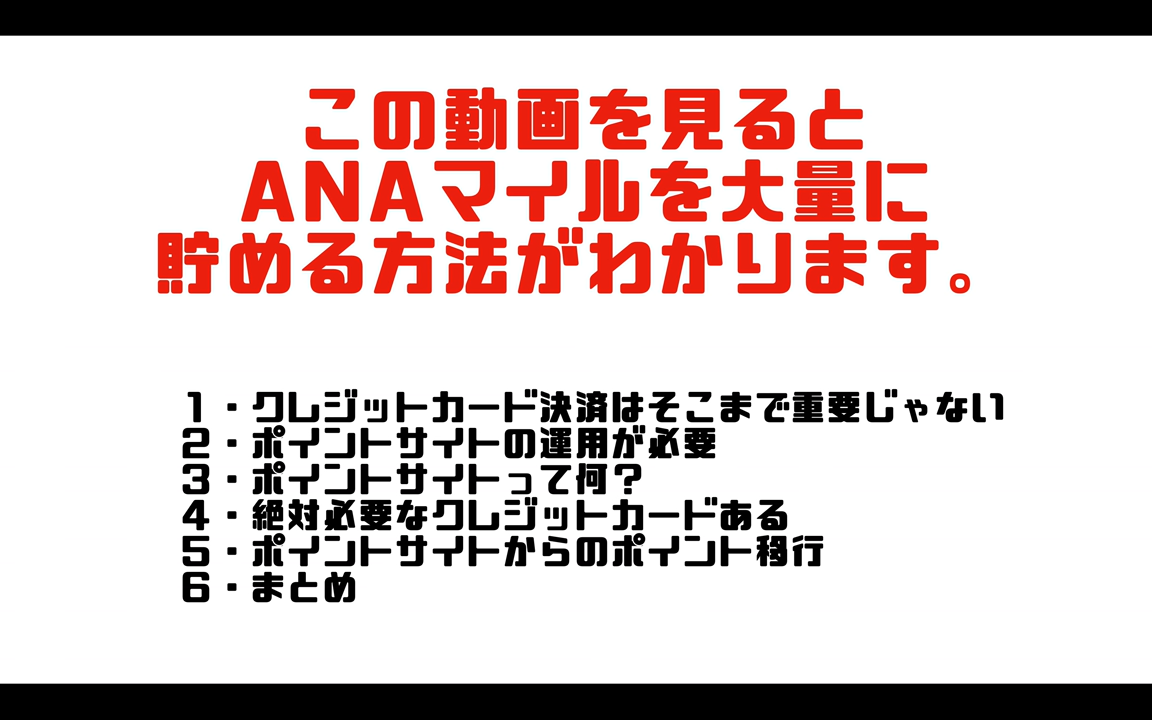 この動画を見ると
ANAマイルを大量に
貯める方法がわかります。
1・クレジットカード決済はそこまで重要じゃない
2・ポイントサイトの運用が必要
3・ポイントサイトって何？
4・絶対必要なクレジットカードある
5・ポイントサイトからのポイント移行
6・まとめ